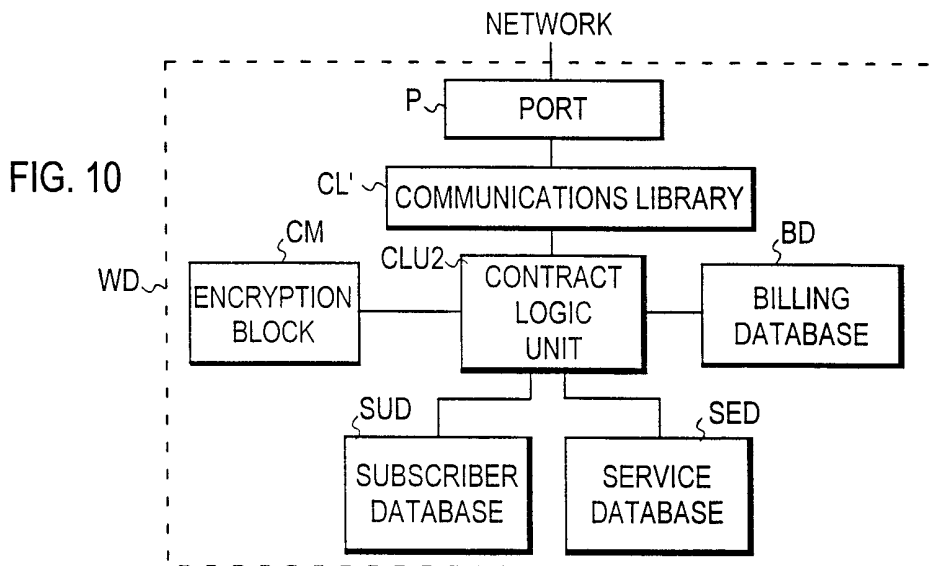 NETWORK
P
PORT
FIG. 10
CL'
COMMUNICATIONS LIBRARY
CM
CLU2
BD
WD
ENCRYPTION
BLOCK
CONTRACT
LOGIC
UNIT
BILLING
DATABASE
SUD
SED
SUBSCRIBER
DATABASE
SERVICE
DATABASE